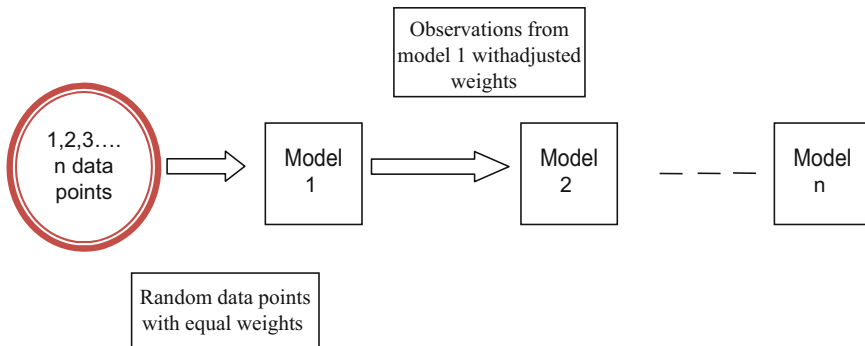 Observations from
model 1 withadjusted
weights
1,2,3....
n data
points
Model
1
Model
2
Model
n
Random data points
with equal weights